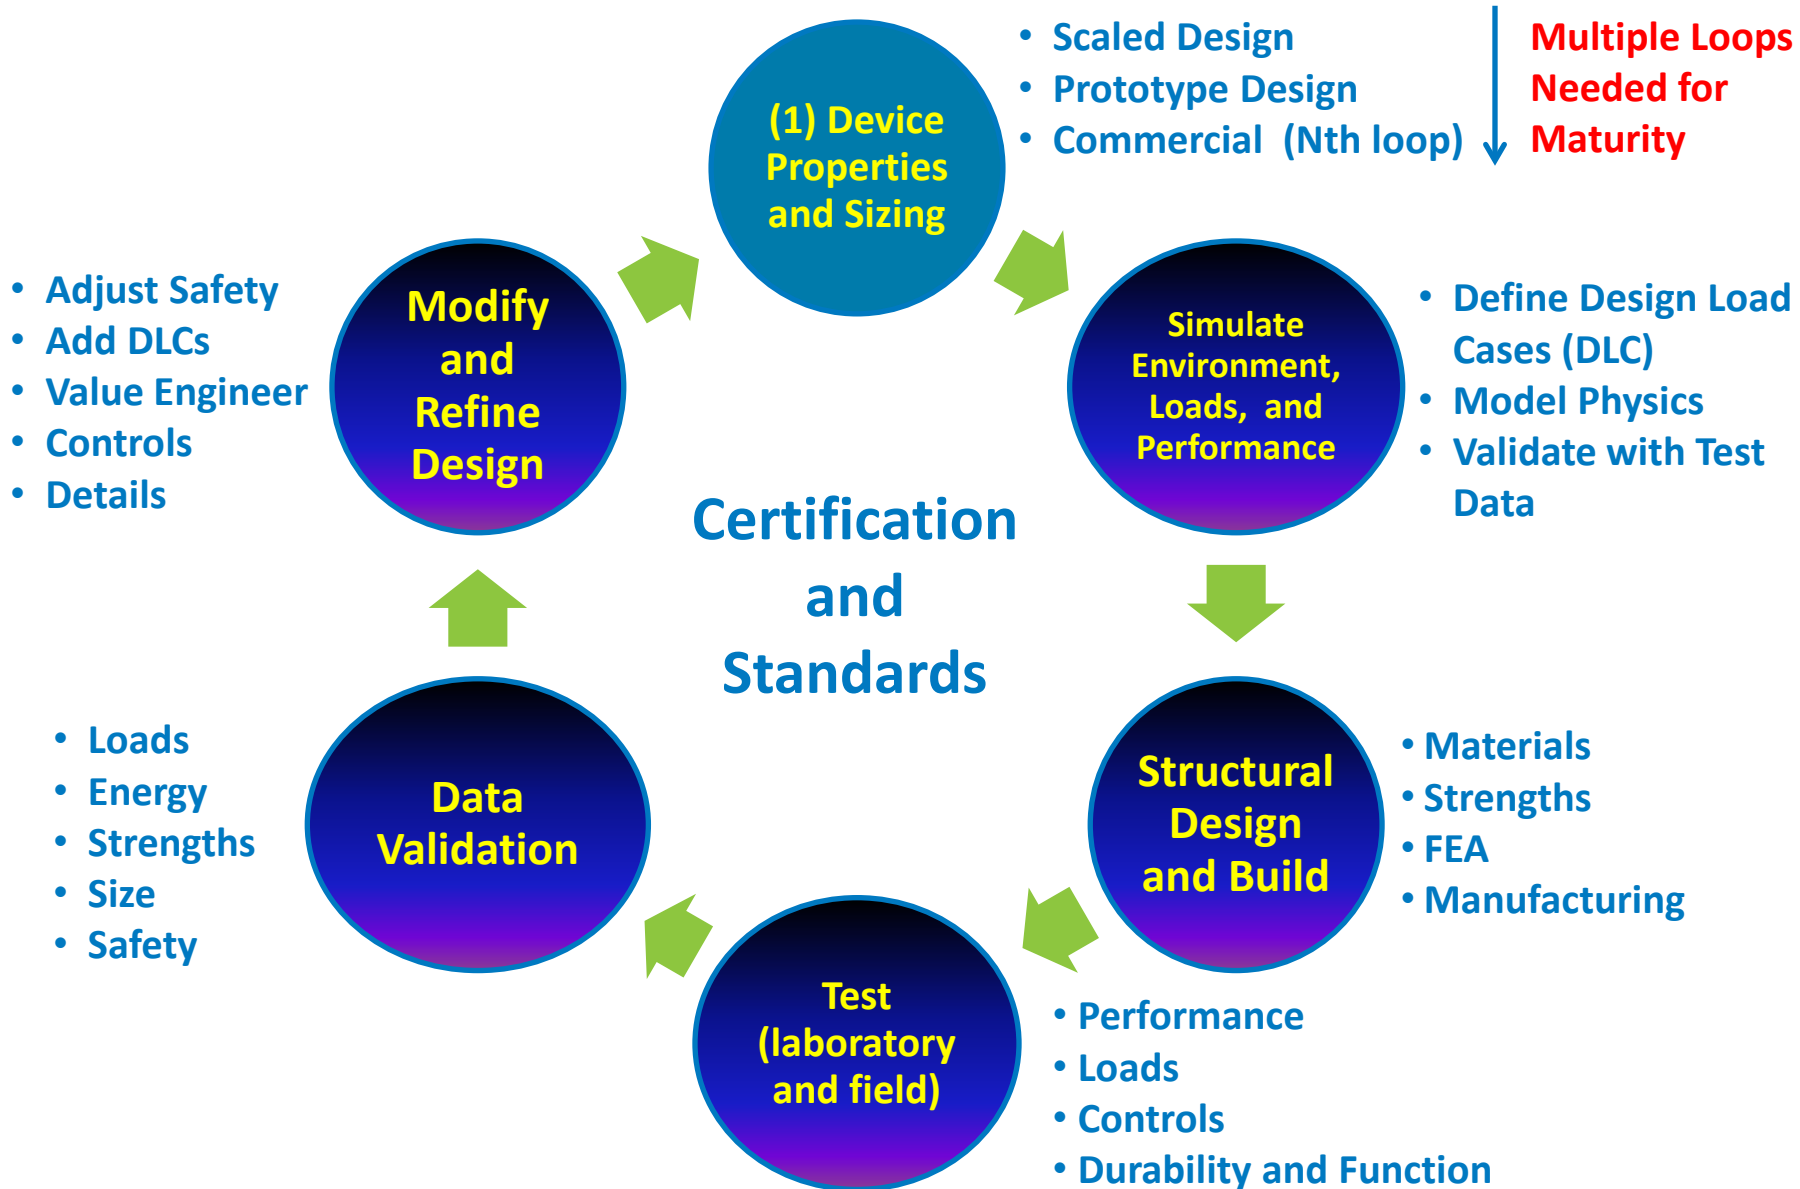 (1) Device
Properties
and Sizing
• Scaled Design
• Prototype Design
• Commercial (Nth loop)
Multiple Loops
Needed for
Maturity
Simulate
Environment,
Loads, and
Performance
• Define Design Load
Cases (DLC)
• Model Physics
• Validate with Test
Data
Structural
Design
and Build
• Materials
• Strengths
• FEA
• Manufacturing
Test
(laboratory
and field)
• Performance
• Loads
• Controls
• Durability and Function
Data
Validation
• Loads
• Energy
• Strengths
• Size
• Safety
Modify
and
Refine
Design
• Adjust Safety
• Add DLCs
• Value Engineer
• Controls
• Details
Certification
and
Standards